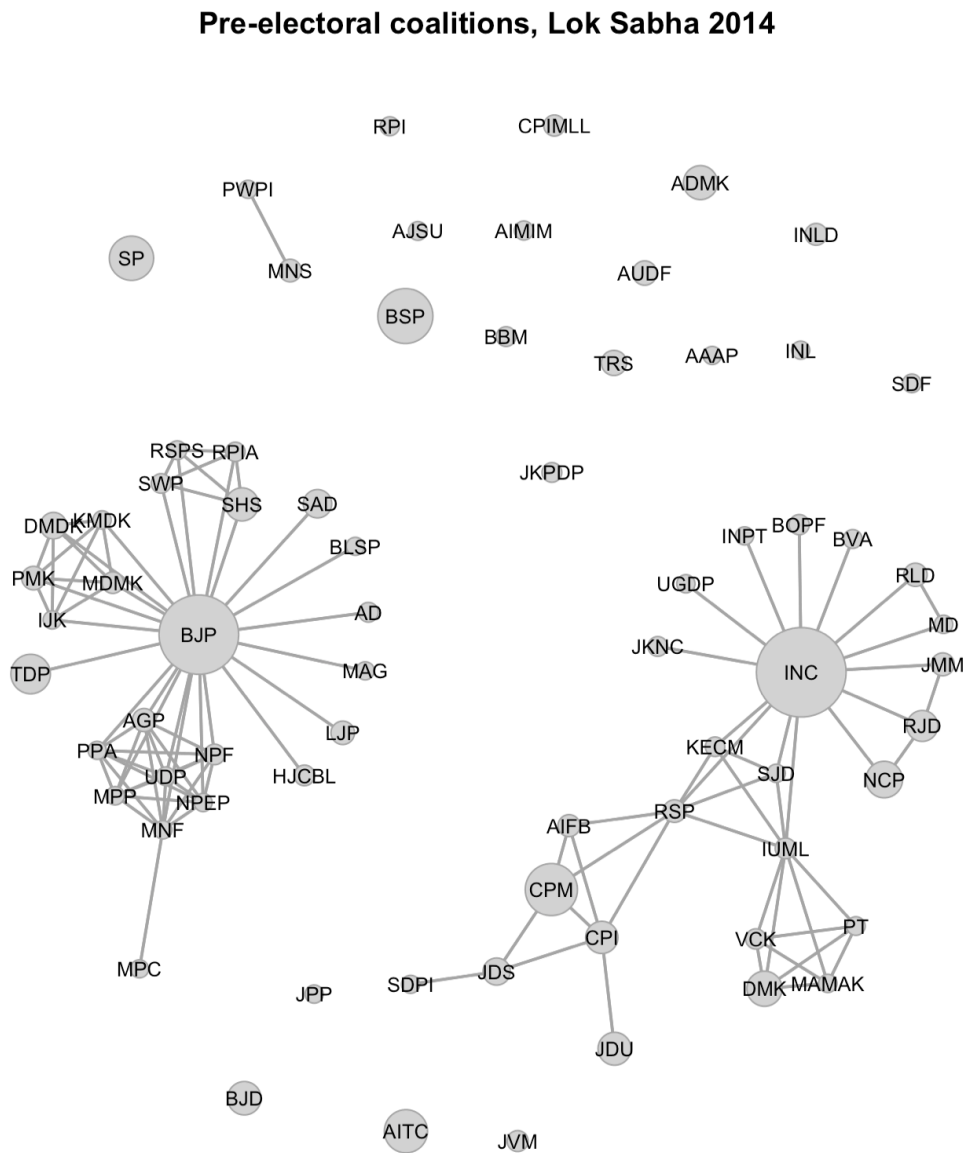 Pre-electoral coalitions, Lok Sabha 2014
RPI
CPIMLL
ADMK
PWPI
AJSU
AIMIM
INLD
SP
MNS
AUDF
BSP
BBM
TRS
AAAP
INL
SDF
RSPS
RPIA
JKPDP
SWP
SHS
SAD
DMDK
KMDK
BOPF
INPT
BVA
BLSP
PMK
MDMK
UGDP
RLD
IJK
AD
BJP
MD
JKNC
TDP
MAG
INC
JMM
AGP
LJP
RJD
PPA
NPF
KECM
UDP
HJCBL
SJD
NCP
MPP
NPEP
RSP
MNF
AIFB
IUML
CPM
PT
VCK
CPI
MPC
JDS
SDPI
DMK
MAMAK
JPP
JDU
BJD
AITC
JVM